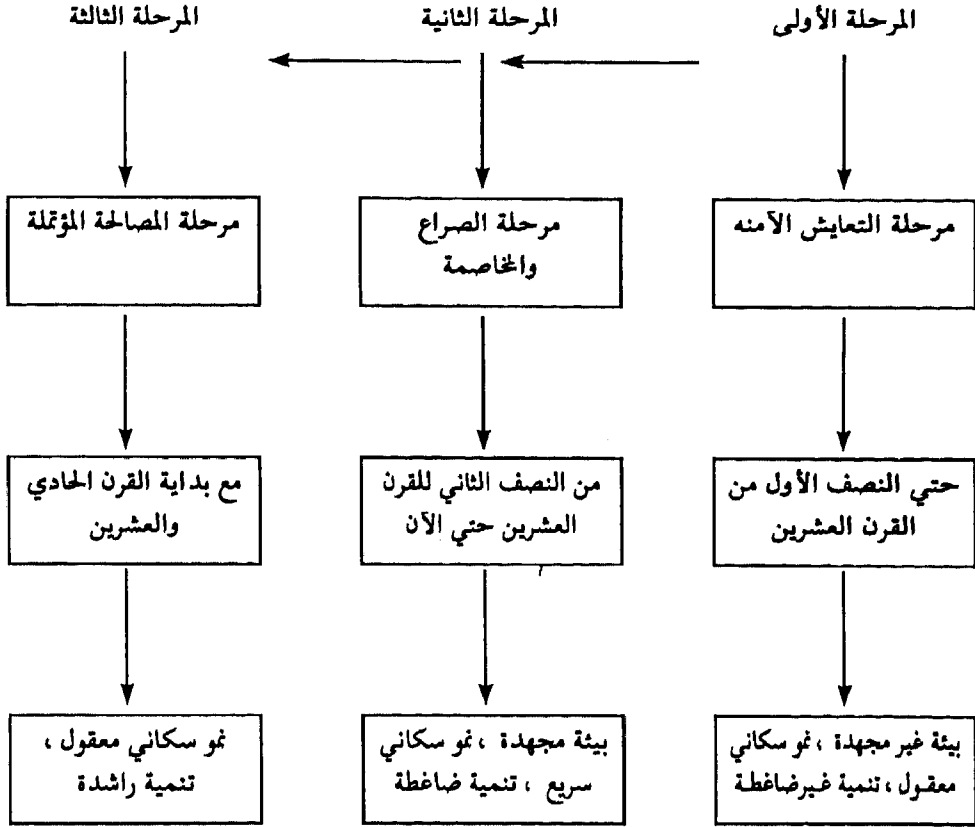 المرحلة الأولى
المرحلة الثانية
المرحلة الثالثة
مرحلة التعايش الآمنه
مرحلة الصراع
والمخاصمة
مرحلة المصالحة المؤتملة
حتي النصف الأول من
القرن العشرين
من النصف الثاني للقرن
العشرين حتي الآن
مع بداية القرن الحادي
والعشرين
بيئة غير مجهدة ، نمو سكاني
معقول ، تنمية غيرضاغطة
بيئة مجهدة ، نمو سكاني
سريع ، تنمية ضاغطة
نمو سكاني معقول ،
تنمية راشدة